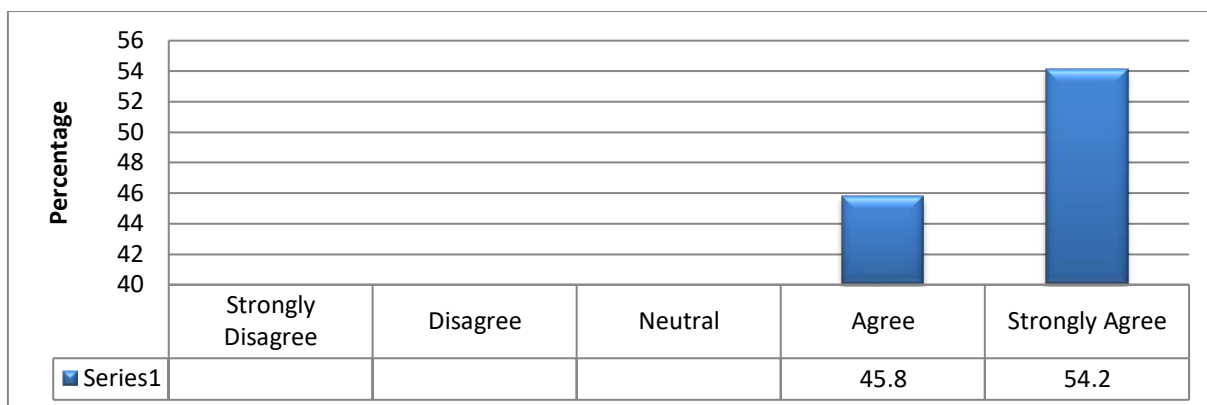 Percentage
56
54
52
50
48
46
44
42
40
Strongly
Disagree
Disagree
Neutral
Agree
Strongly Agree
Series1
45.8
54.2